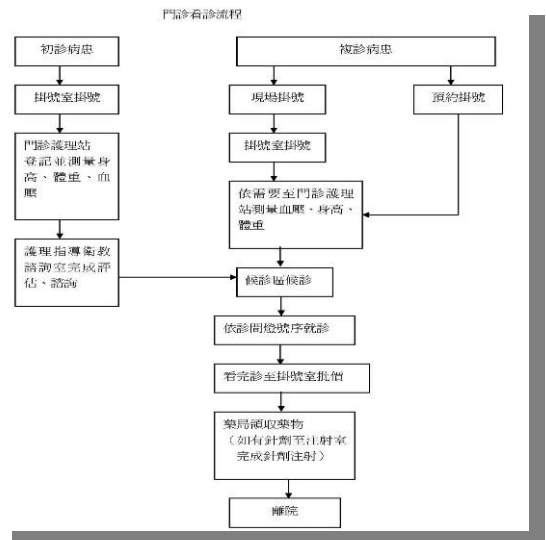 門診看診流程
初診病患
複診病患
掛號室掛號
現場掛號
預約掛號
門診護理站
登記並測量身
高、體重、血
壓
掛號室掛號
依需要至門診護理
站測量血壓、身高、
體重
護理指導衛教
諮詢室完成評
估、諮詢
候診區候診
依診間燈號序就診
看完診至掛號室批價
藥局領取藥物
（如有針劑至注射室
完成針劑注射）
離院